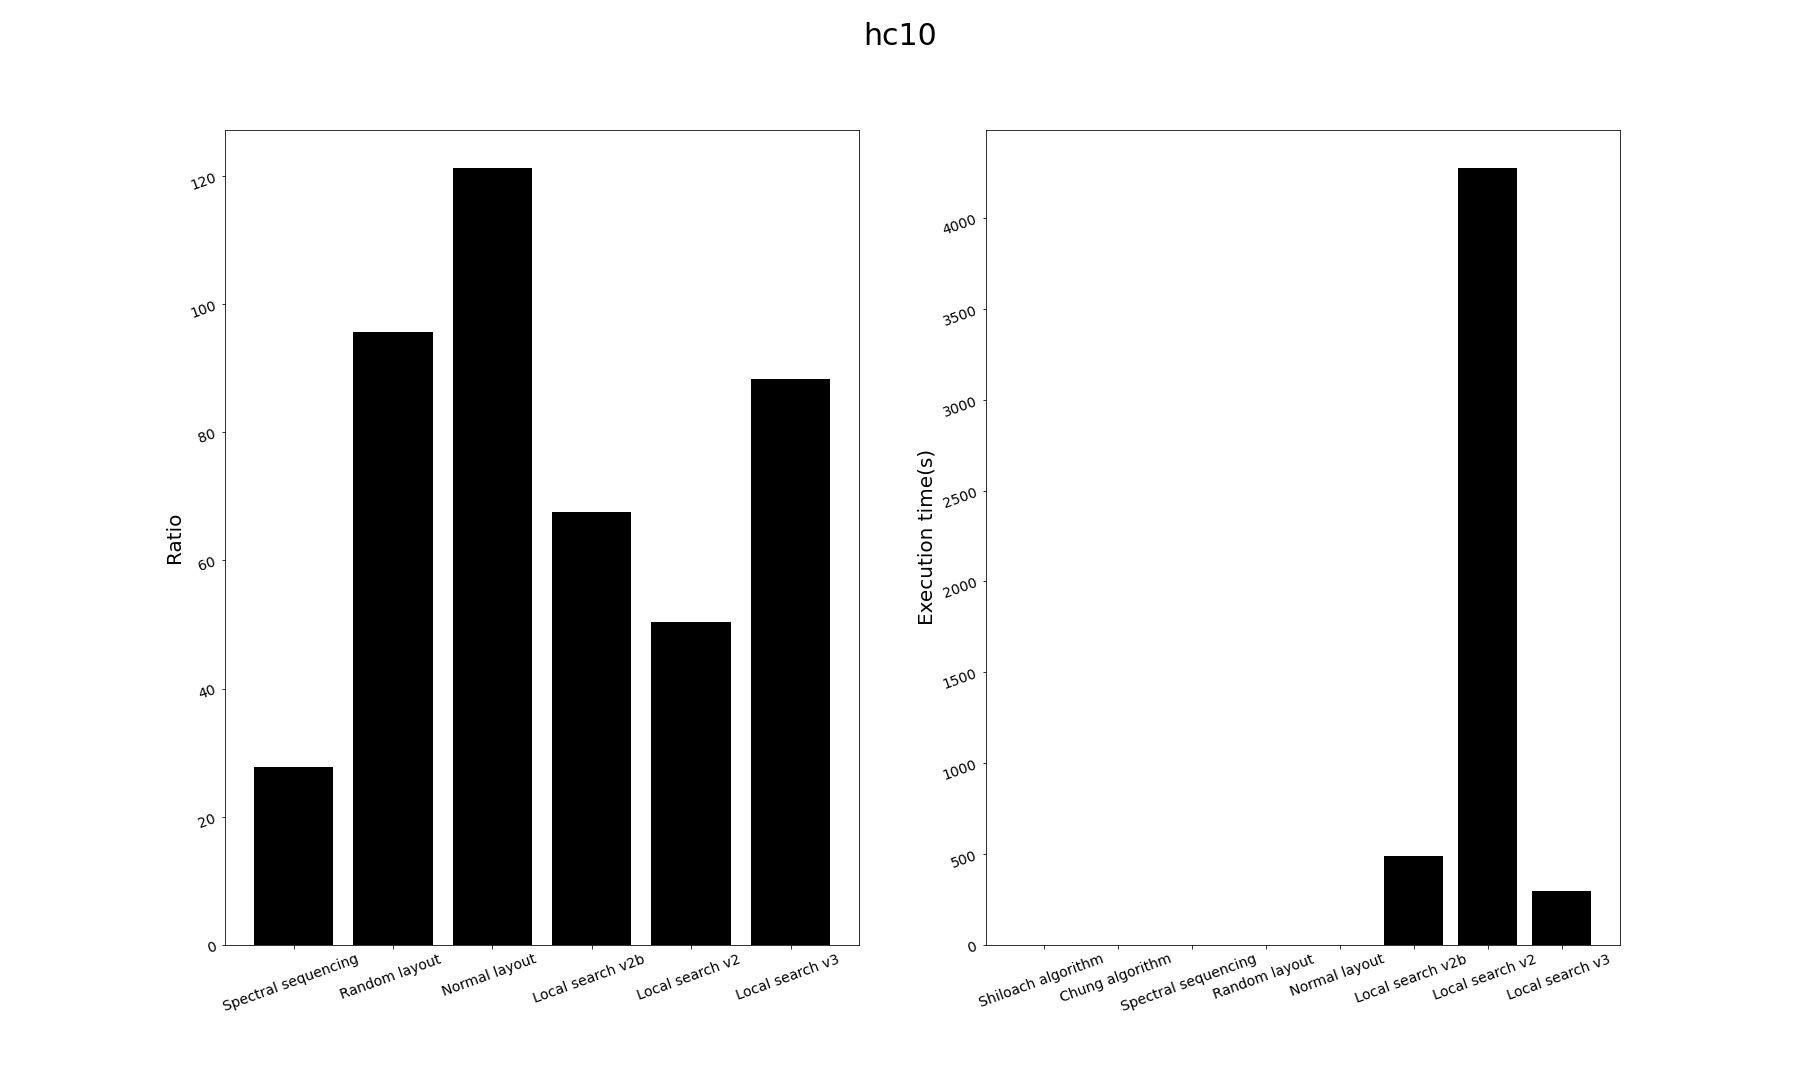 hc10
Ratio
120
100
80
60
40
20
0
Spectral sequencing
Random layout
Normal layout
Local search v2b
Local search v2
Local search v3
Execution time(s)
4000
3500
3000
2500
2000
1500
1000
500
0
Shiloach algorithm
Chung algorithm
Spectral sequencing
Random layout
Normal layout
Local search v2b
Local search v2
Local search v3